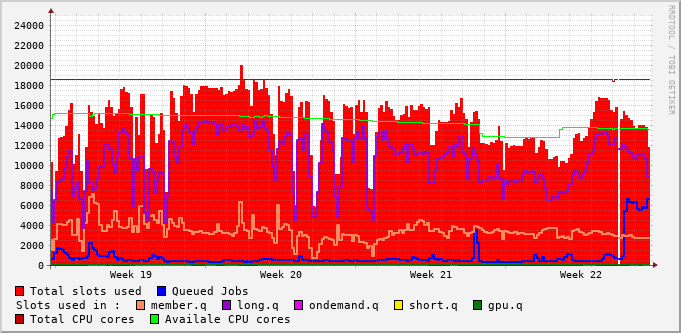 RRDTOOL / TOBI OETIKER
24000
22000
20000
18000
16000
14000
12000
10000
8000
6000
4000
2000
0
Week 19 Week 20 Week 21 Week 22
Total slots used Queued Jobs
Slots used in : member.q long.q ondemand.q short.q gpu.q
Total CPU cores Availale CPU cores